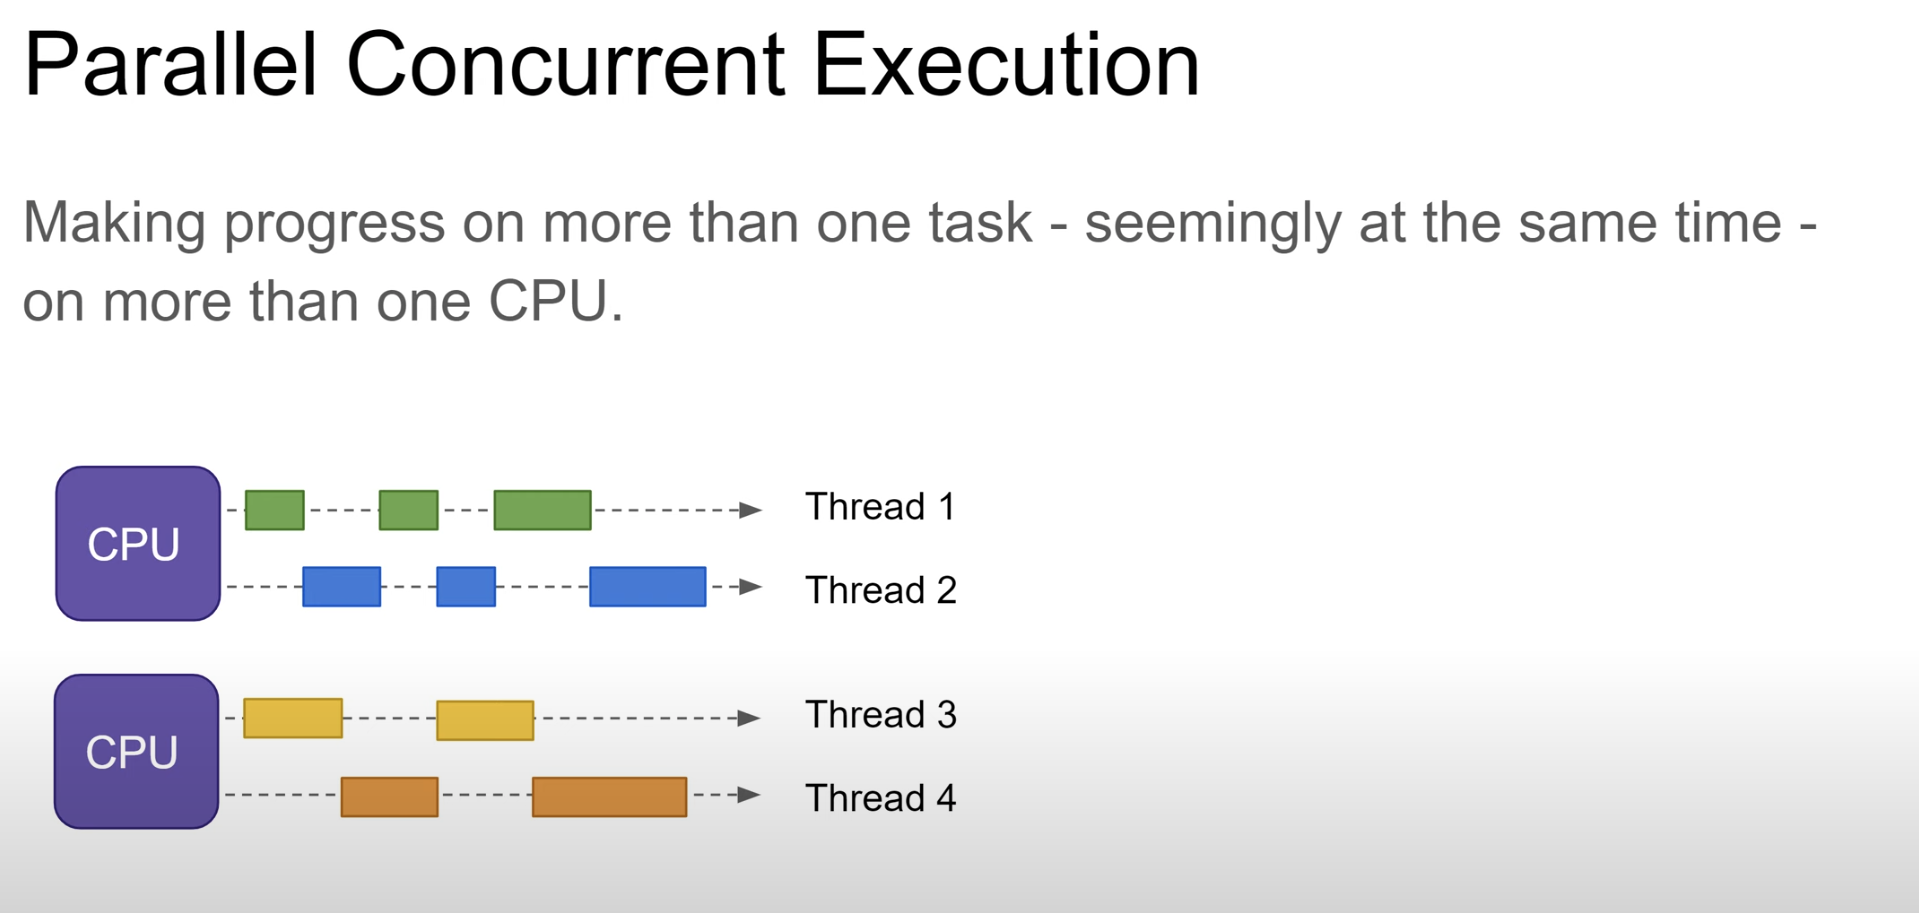 Parallel Concurrent Execution
Making progress on more than one task - seemingly at the same time -
on more than one CPU.
CPU
Thread 1
Thread 2
CPU
Thread 3
Thread 4